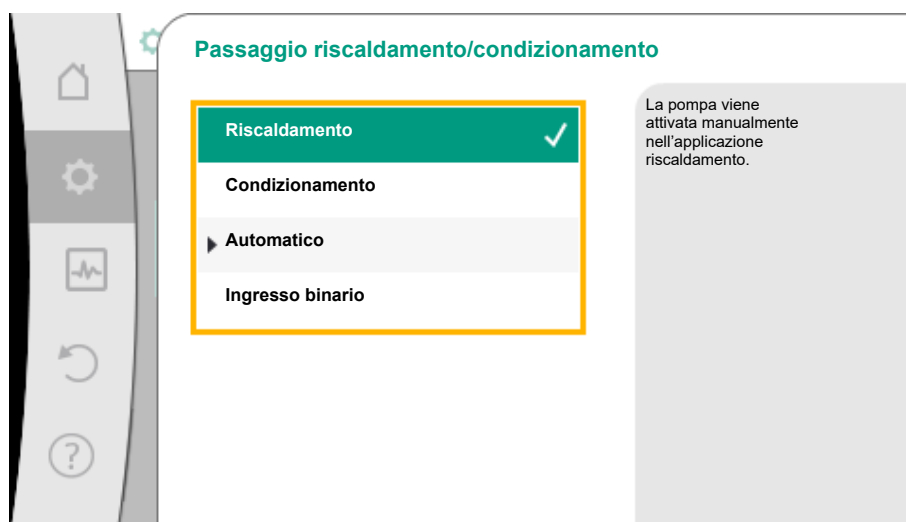 Passaggio riscaldamento/condizionamento
Riscaldamento
Condizionamento
Automatico
Ingresso binario
La pompa viene
attivata manualmente
nell'applicazione
riscaldamento.
?